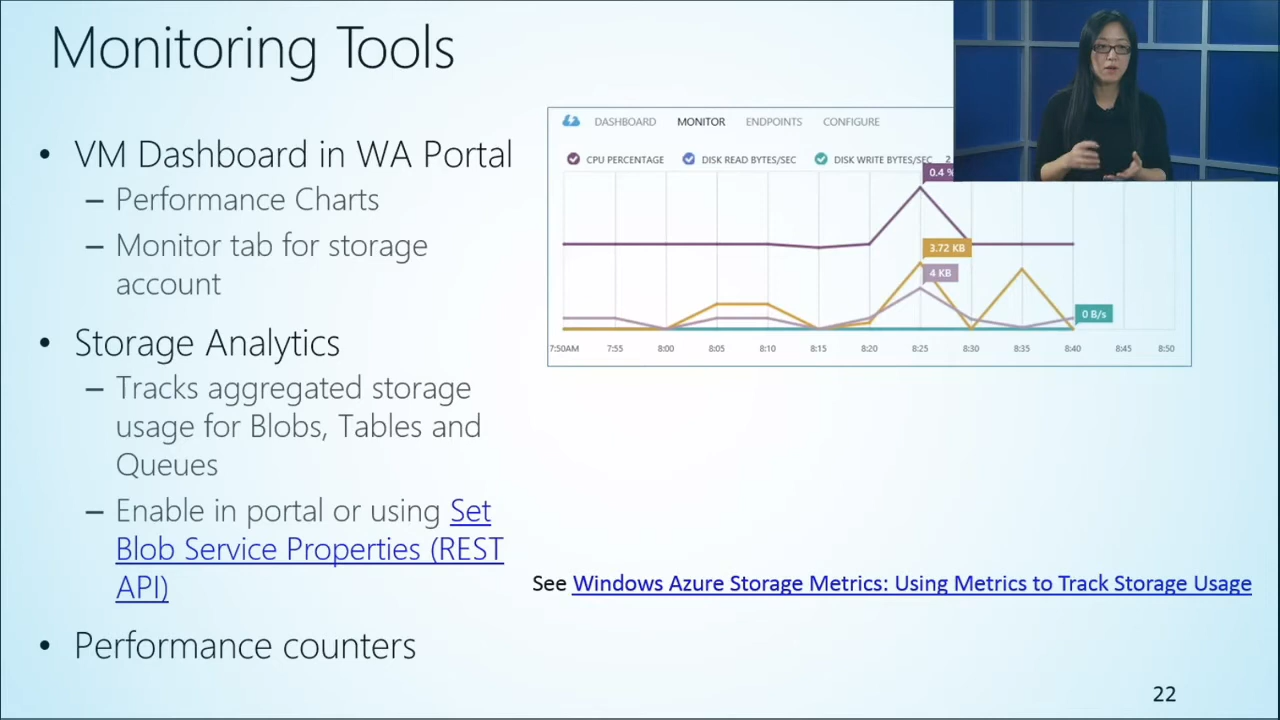 Monitoring Tools
• VM Dashboard in WA Portal
– Performance Charts
– Monitor tab for storage
account
• Storage Analytics
– Tracks aggregated storage
usage for Blobs, Tables and
Queues
– Enable in portal or using Set
Blob Service Properties (REST
API)
• Performance counters
DASHBOARD MONITOR ENDPOINTS CONFIGURE
CPU PERCENTAGE DISK READ BYTES/SEC DISK WRITE BYTES/SEC 2
0.4 %
3.72 KB
4 KB
0 B/s
7:50AM 7:55 8:00 8:05 8:10 8:15 8:20 8:25 8:30 8:35 8:40 8:45 8:50
See Windows Azure Storage Metrics: Using Metrics to Track Storage Usage
22